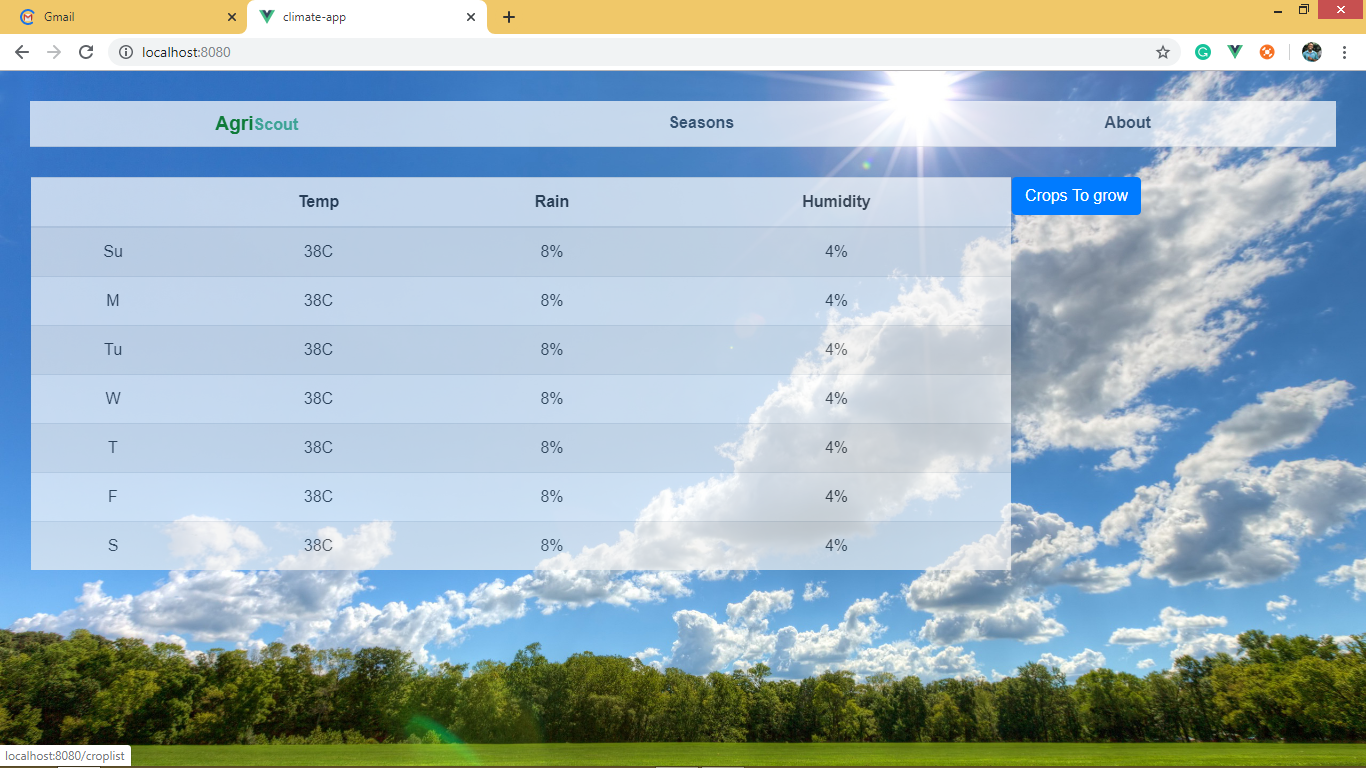 Gmail
climate-app
localhost:8080
AgriScout Seasons About
Temp Rain Humidity
Crops To grow
Su 38C 8% 4%
M 38C 8% 4%
Tu 38C 8% 4%
W 38C 8% 4%
T 38C 8% 4%
F 38C 8% 4%
S 38C 8% 4%
localhost:8080/croplist